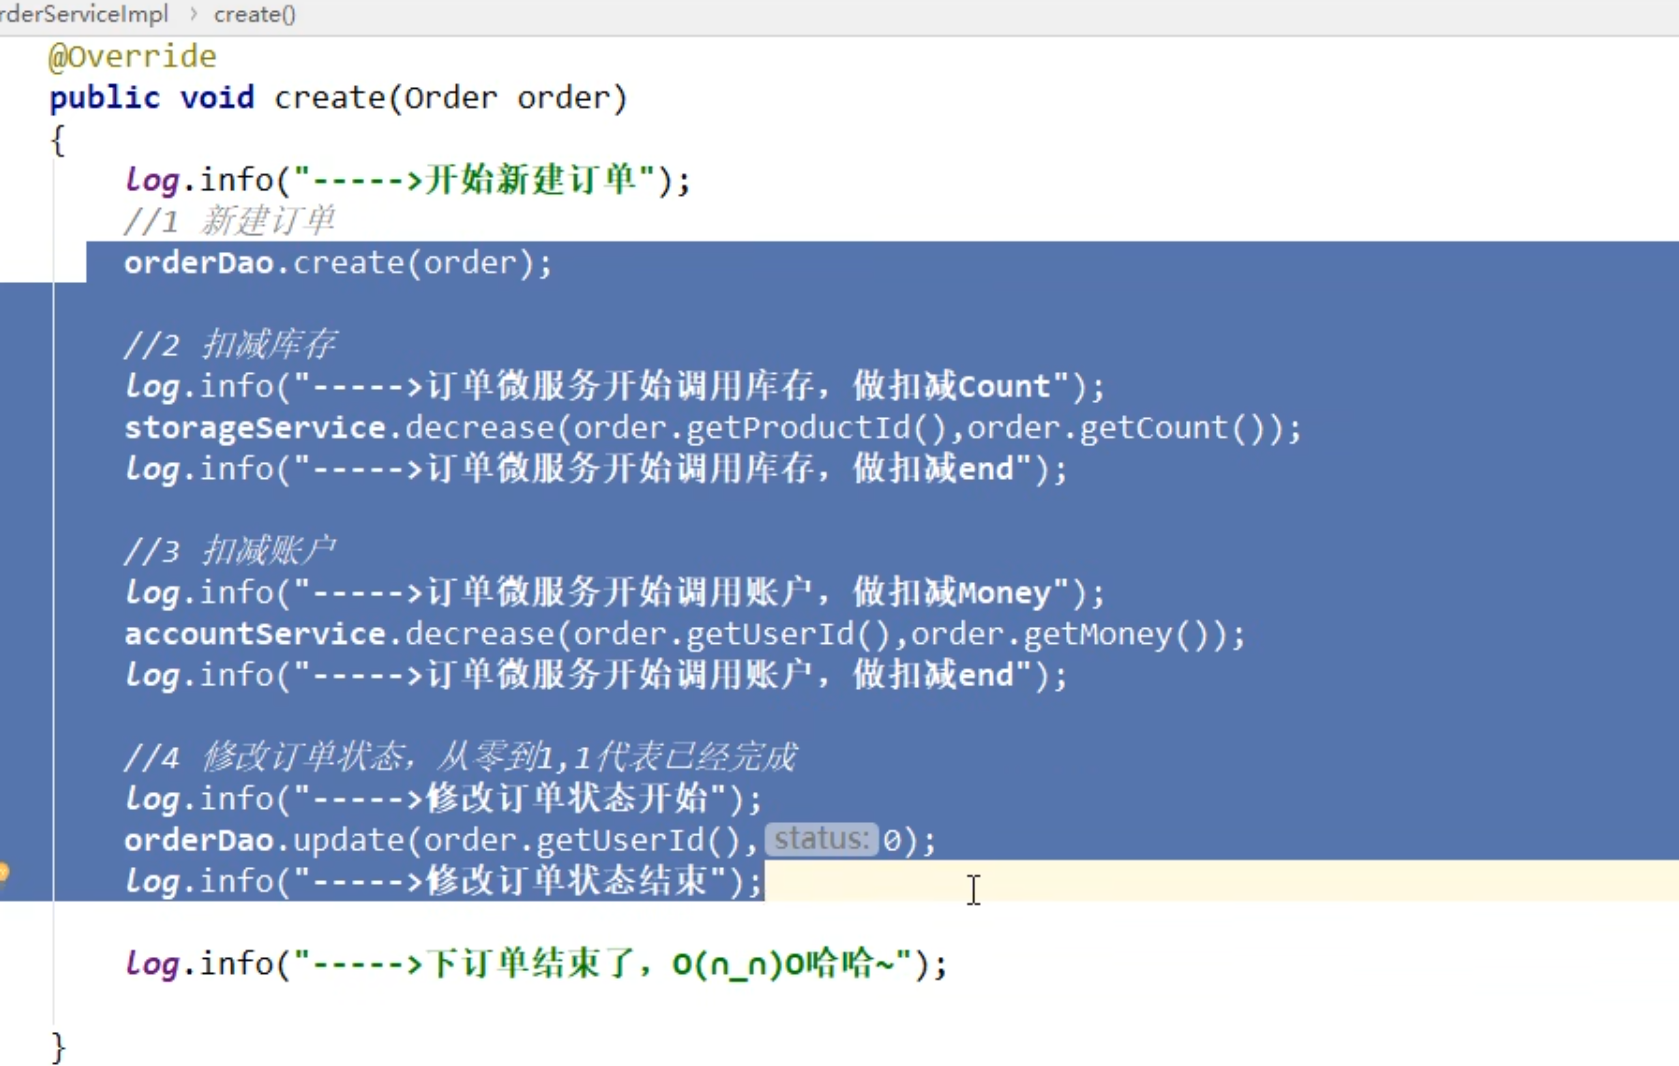 rderServiceImpl > create()
@Override
public void create(Order order)
{
log.info("----->开始新建订单");
//1 新建订单
orderDao.create(order);
//2 扣减库存
log.info("----->订单微服务开始调用库存，做扣减Count");
storageService.decrease(order.getProductId(),order.getCount());
log.info("----->订单微服务开始调用库存，做扣减end");
//3 扣减账户
log.info("----->订单微服务开始调用账户，做扣减Money");
accountService.decrease(order.getUserId(),order.getMoney());
log.info("----->订单微服务开始调用账户，做扣减end");
//4 修改订单状态，从零到1,1代表已经完成
log.info("----->修改订单状态开始");
orderDao.update(order.getUserId(), status: 0);
log.info("----->修改订单状态结束");
log.info("----->下订单结束了，O(∩_∩)O哈哈~");
}